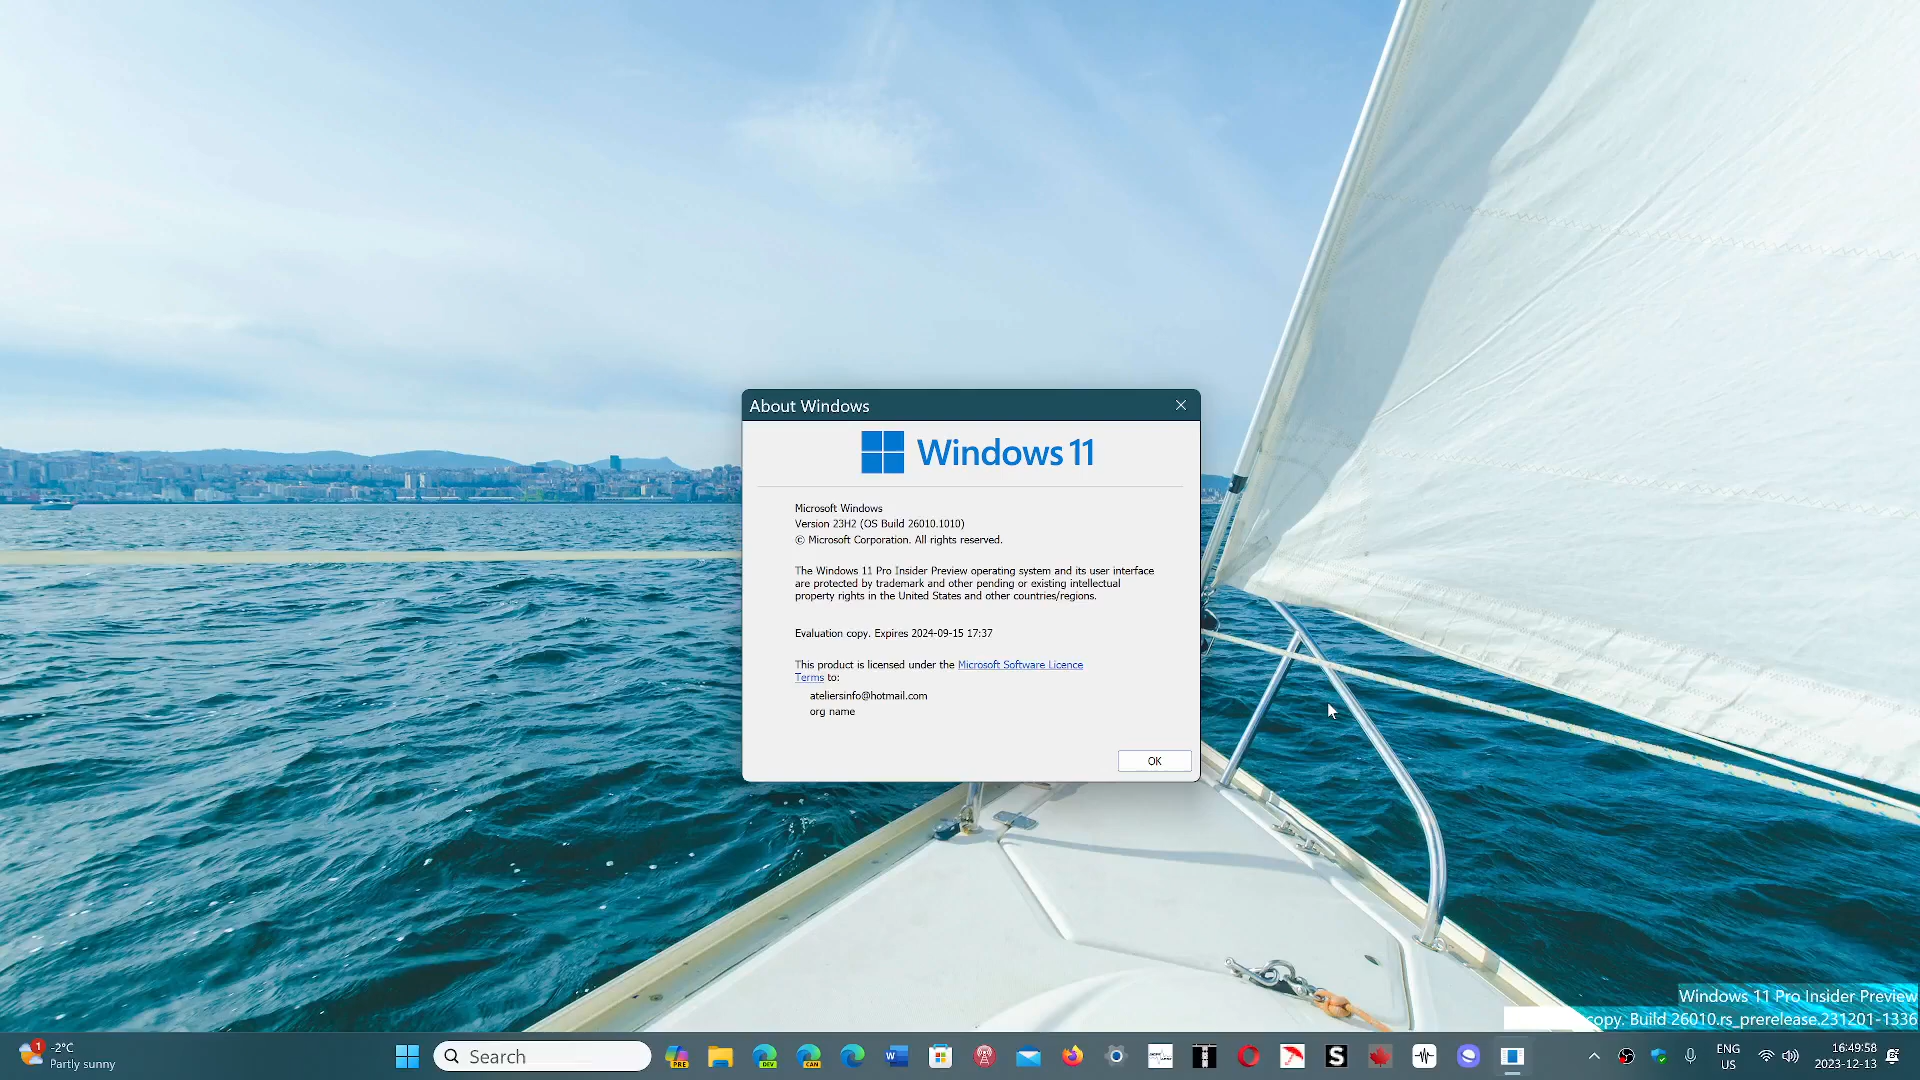 About Windows
Windows 11
Microsoft Windows
Version 23H2 (OS Build 26010.1010)
© Microsoft Corporation. All rights reserved.
The Windows 11 Pro Insider Preview operating system and its user interface
are protected by trademark and other pending or existing intellectual
property rights in the United States and other countries/regions.
Evaluation copy. Expires 2024-09-15 17:37
This product is licensed under the Microsoft Software Licence
Terms to:
ateliersinfo@hotmail.com
org name
OK
Windows 11 Pro Insider Preview
copy. Build 26010.rs_prerelease.231201-1336
1
-2°C
Partly sunny
Search
PRE
DEV
CAN
W
S
ENG
US
16:49:58
2023-12-13